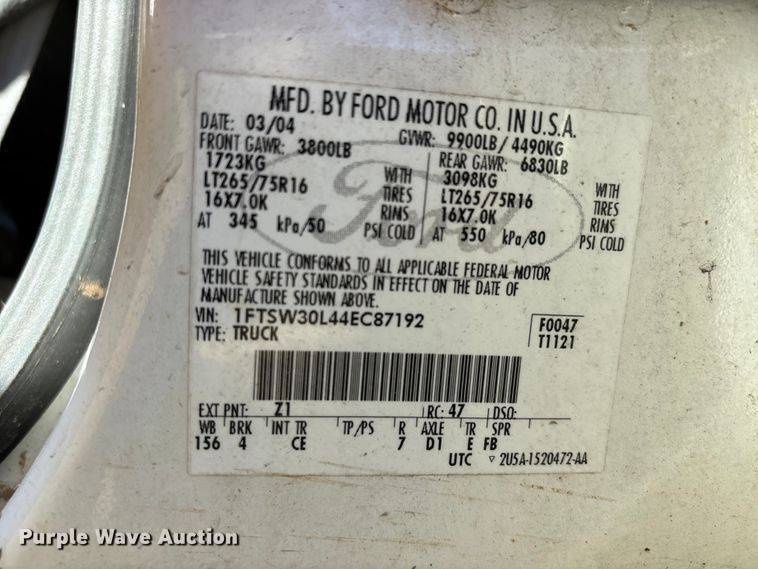 MFD. BY FORD MOTOR CO. IN U.S.A.
DATE: 03/04 GVWR: 9900LB/ 4490KG
FRONT GAWR: 3800LB REAR GAWR: 6830LB
1723KG WITH 3098KG WITH
LT265/75R16 TIRES LT265/75R16 TIRES
16X7.0K RIMS 16X7.0K RIMS
AT 345 kPa/50 PSI COLD AT 550 kPa/80 PSI COLD
Ford
THIS VEHICLE CONFORMS TO ALL APPLICABLE FEDERAL MOTOR
VEHICLE SAFETY STANDARDS IN EFFECT ON THE DATE OF
MANUFACTURE SHOWN ABOVE.
VIN: 1FTSW30L44EC87192 F0047
TYPE: TRUCK T1121
EXT PNT: Z1 RC: 47 DSO:
WB BRK INT TR TP/PS R AXLE TR SPR
156 4 CE 7 D1 E FB
UTC ▽ 2U5A-1520472-AA
Purple Wave Auction